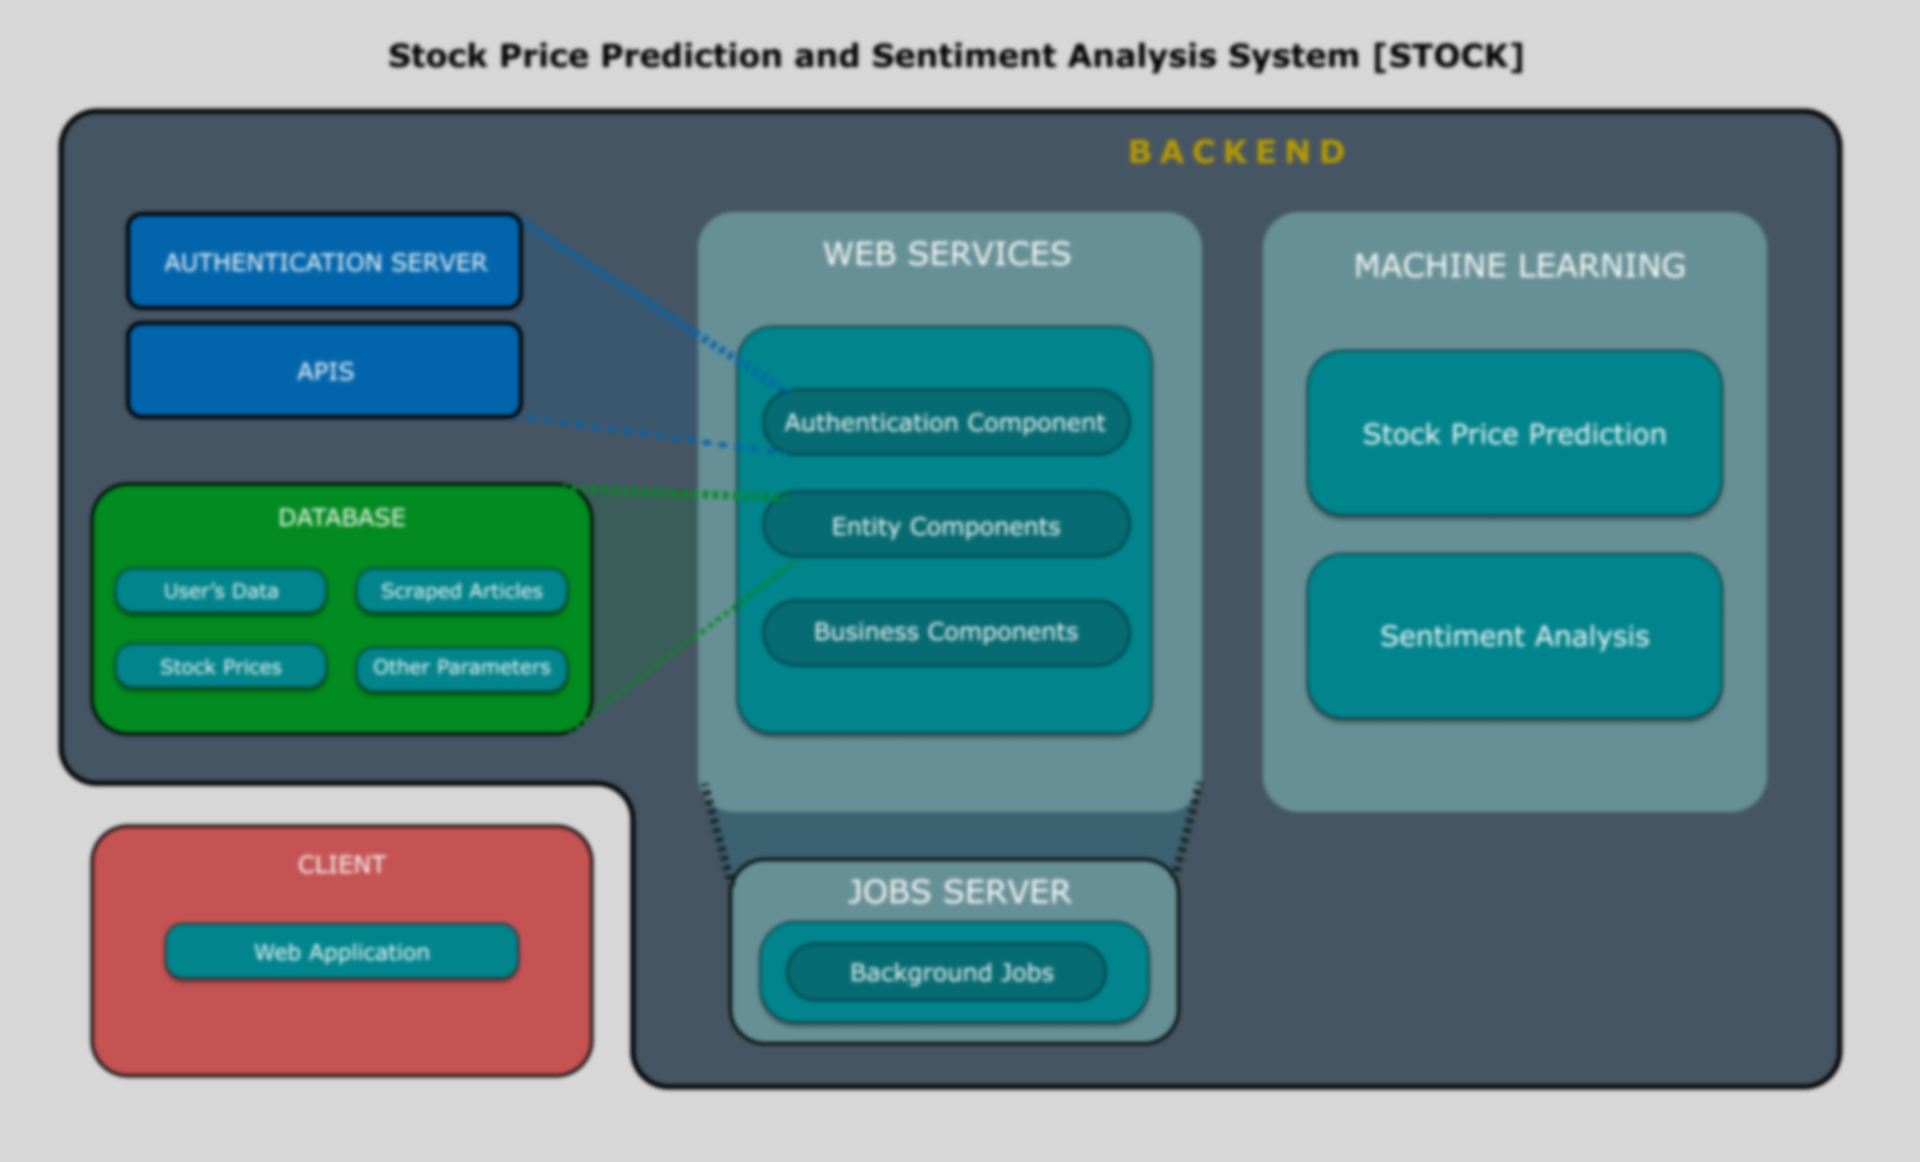 Stock Price Prediction and Sentiment Analysis System [STOCK]
BACKEND
AUTHENTICATION SERVER
APIS
DATABASE
User’s Data
Scraped Articles
Stock Prices
Other Parameters
WEB SERVICES
Authentication Component
Entity Components
Business Components
MACHINE LEARNING
Stock Price Prediction
Sentiment Analysis
CLIENT
Web Application
JOBS SERVER
Background Jobs